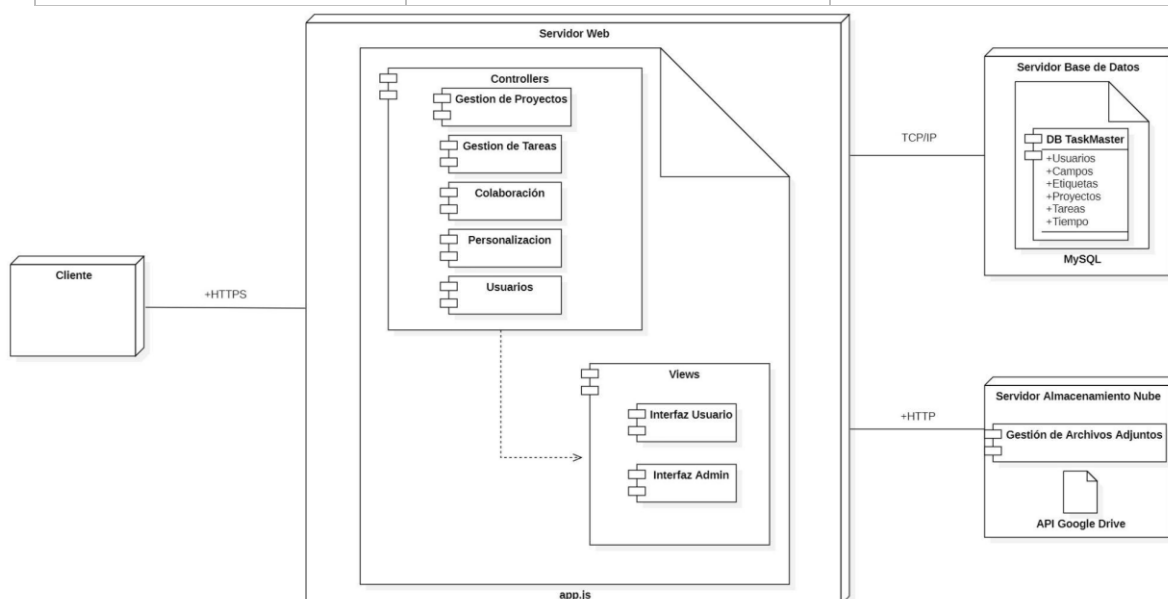 Servidor Web
Controllers
Gestion de Proyectos
Gestion de Tareas
Colaboración
Personalizacion
Usuarios
Cliente
+HTTPS
Views
Interfaz Usuario
Interfaz Admin
app.js
TCP/IP
Servidor Base de Datos
DB TaskMaster
+Usuarios
+Campos
+Etiquetas
+Proyectos
+Tareas
+Tiempo
MySQL
+HTTP
Servidor Almacenamiento Nube
Gestión de Archivos Adjuntos
API Google Drive